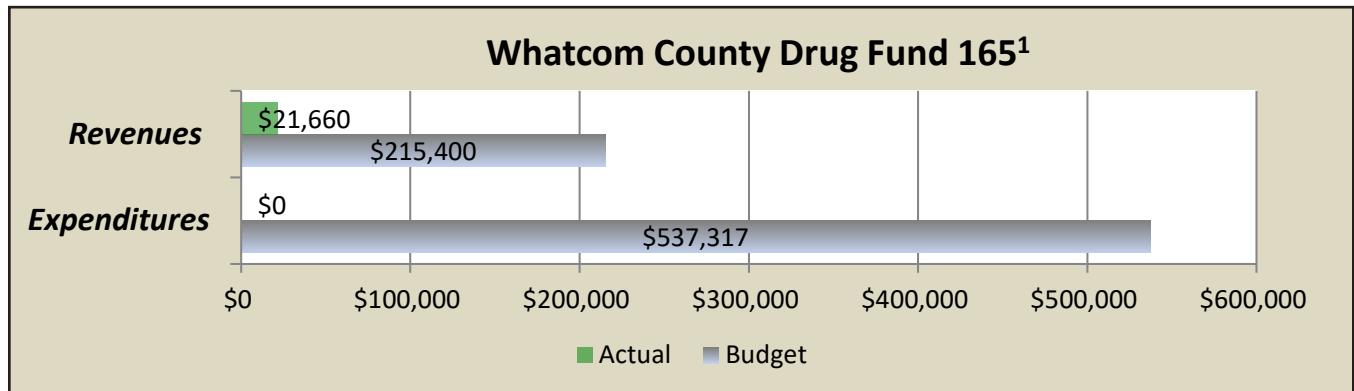 Whatcom County Drug Fund 165¹
Revenues
$21,660
$215,400
Expenditures
$0
$537,317
$0 $100,000 $200,000 $300,000 $400,000 $500,000 $600,000
Actual Budget